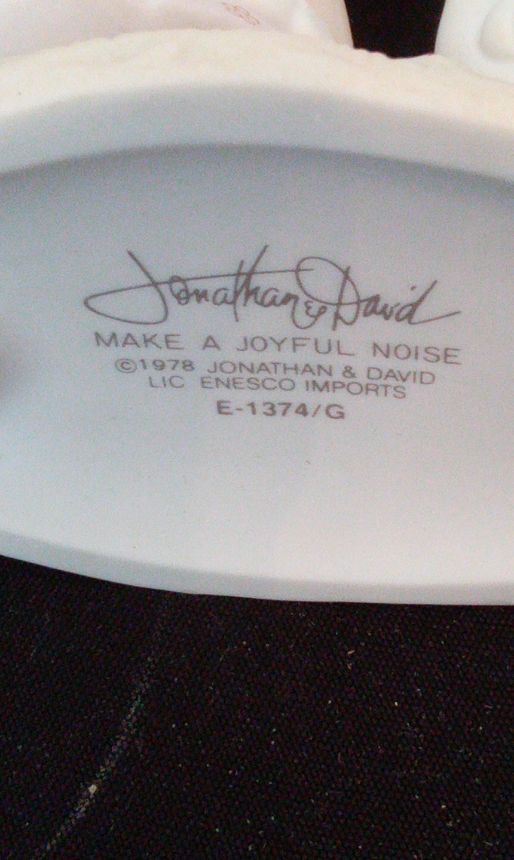 Jonathan & David
MAKE A JOYFUL NOISE
©1978 JONATHAN & DAVID
LIC ENESCO IMPORTS
E-1374/G